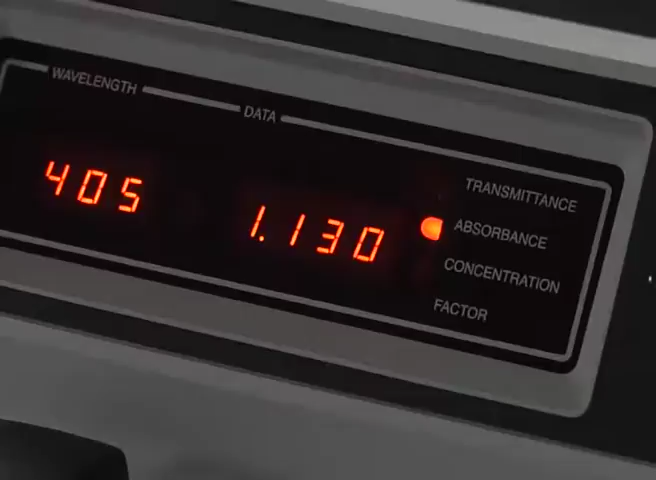 WAVELENGTH
DATA
405
1.130
TRANSMITTANCE
ABSORBANCE
CONCENTRATION
FACTOR